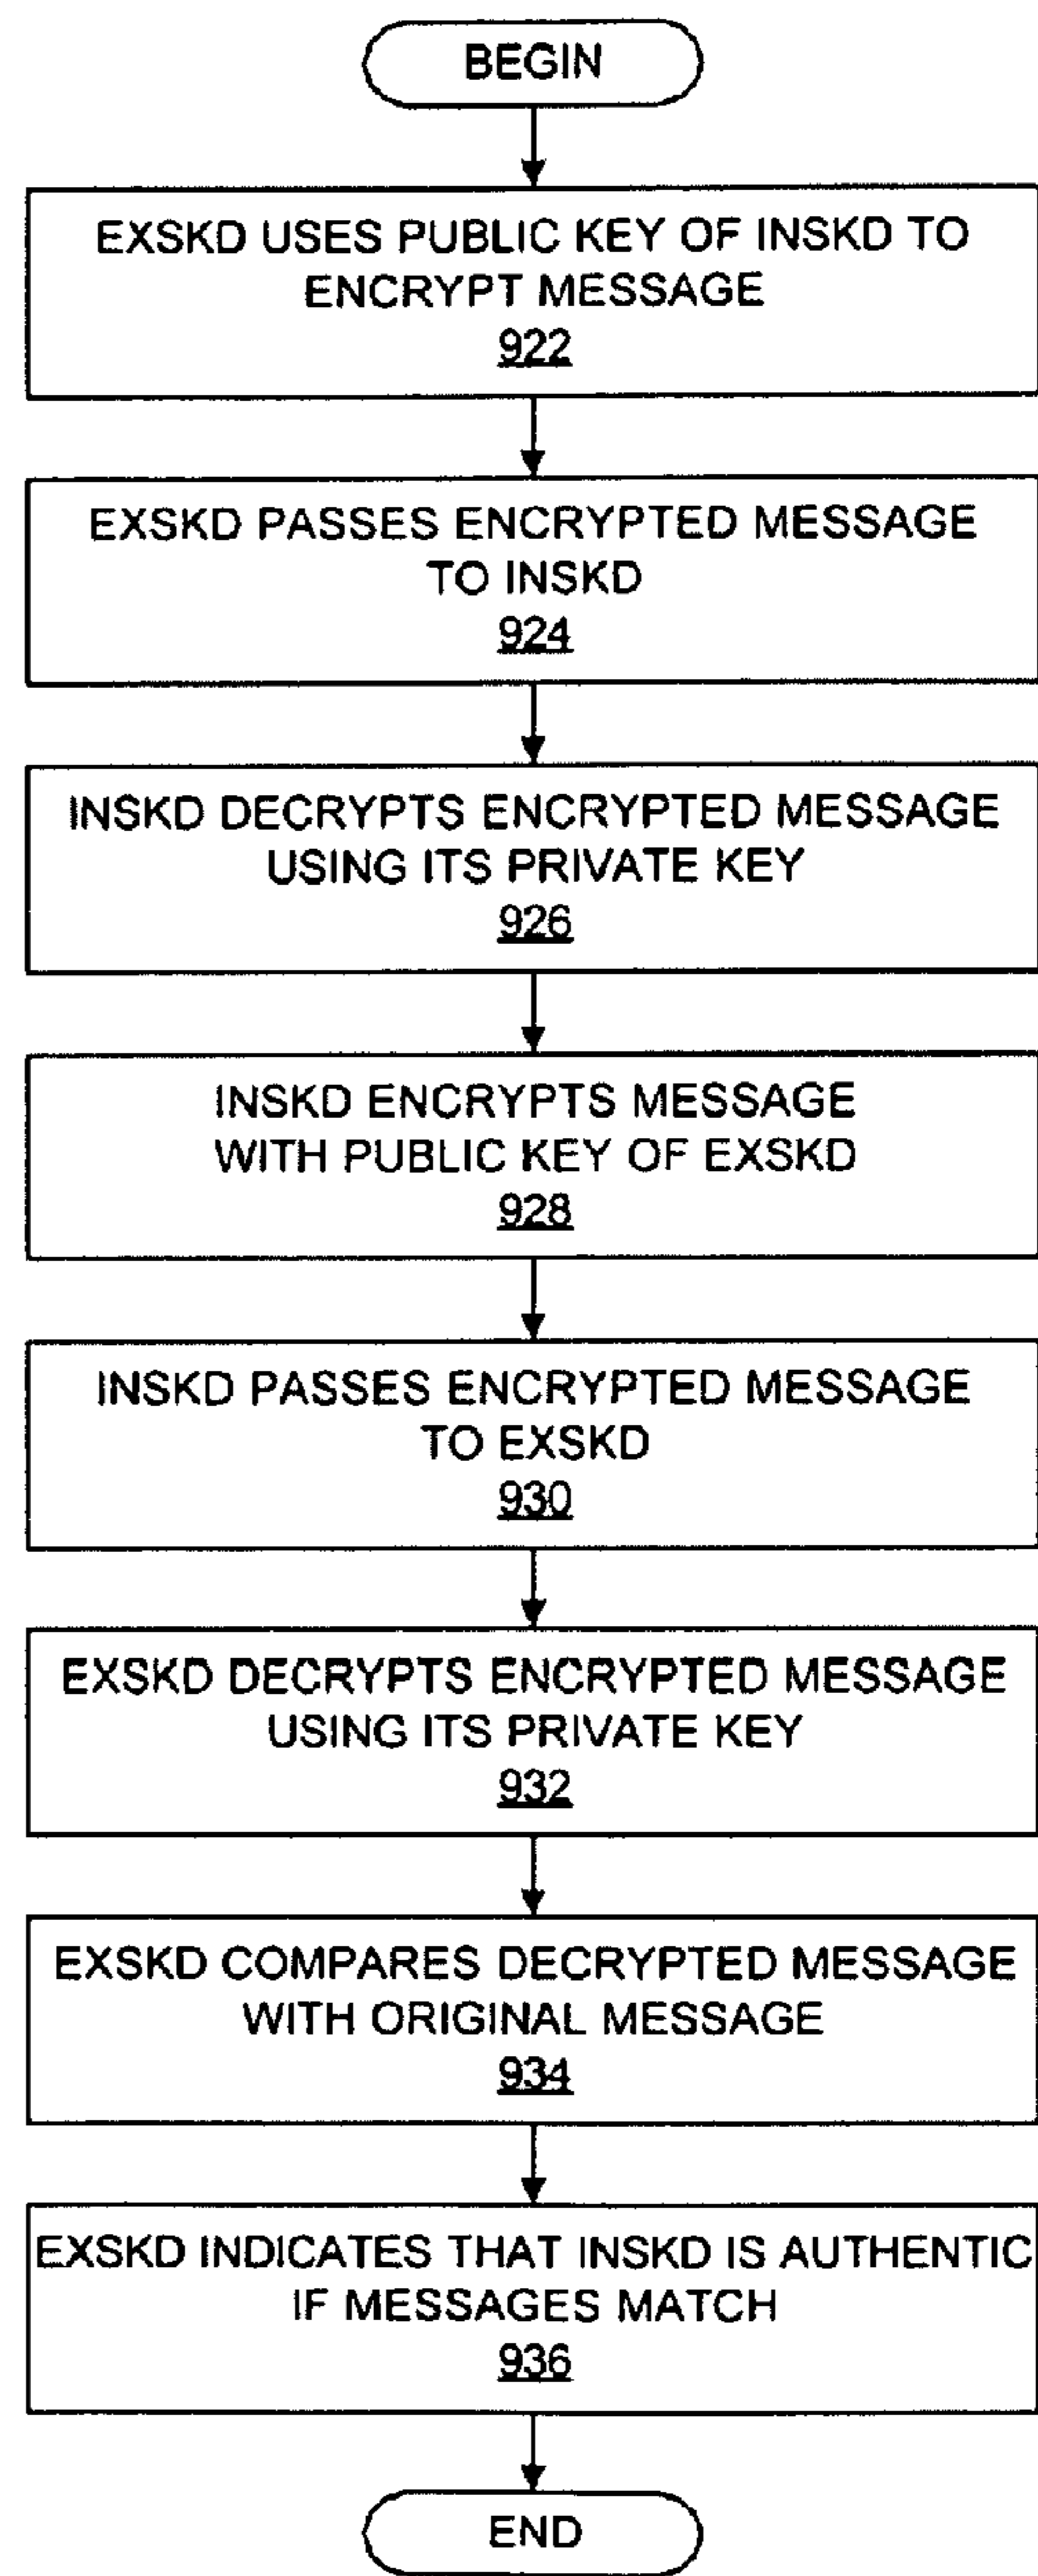 BEGIN
EXSKD USES PUBLIC KEY OF INSKD TO
ENCRYPT MESSAGE
922
EXSKD PASSES ENCRYPTED MESSAGE
TO INSKD
924
INSKD DECRYPTS ENCRYPTED MESSAGE
USING ITS PRIVATE KEY
926
INSKD ENCRYPTS MESSAGE
WITH PUBLIC KEY OF EXSKD
928
INSKD PASSES ENCRYPTED MESSAGE
TO EXSKD
930
EXSKD DECRYPTS ENCRYPTED MESSAGE
USING ITS PRIVATE KEY
932
EXSKD COMPARES DECRYPTED MESSAGE
WITH ORIGINAL MESSAGE
934
EXSKD INDICATES THAT INSKD IS AUTHENTIC
IF MESSAGES MATCH
936
END